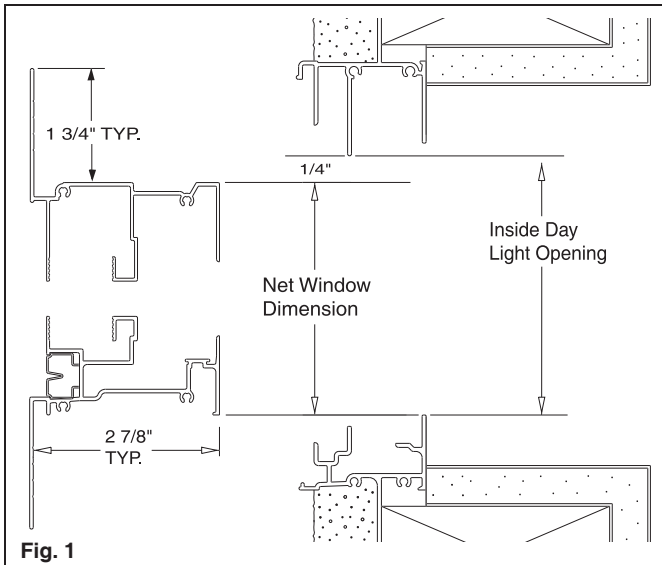 1 3/4" TYP.
1/4"
Inside Day
Light Opening
Net Window
Dimension
2 7/8"
TYP.
Fig. 1